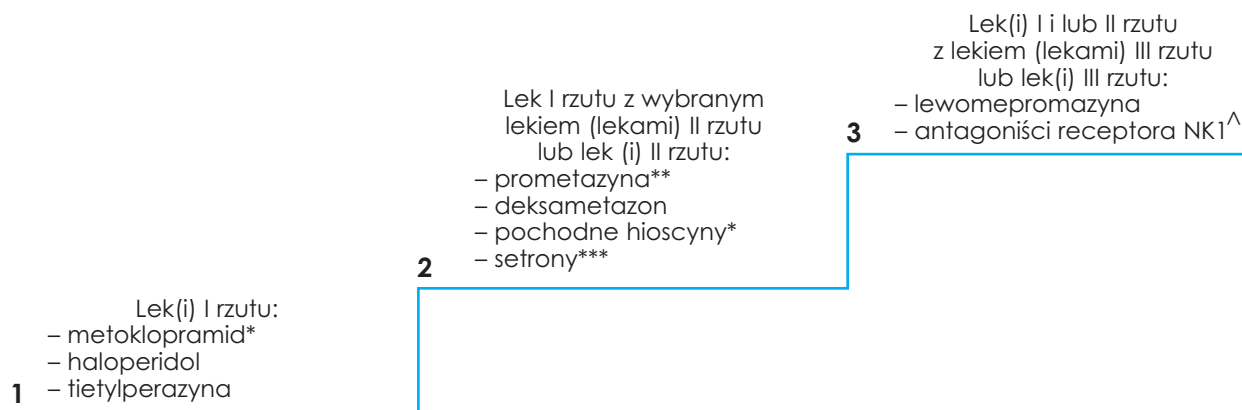 Lek(i) I i lub II rzutu
z lekiem (lekami) III rzutu
lub lek(i) III rzutu:
– lewomepromazyna
3 – antagoniści receptora NK1^
Lek I rzutu z wybranym
lekiem (lekami) II rzutu
lub lek (i) II rzutu:
– prometazyna**
– deksametazon
– pochodne hioscyny*
2 – setrony***
Lek(i) I rzutu:
– metoklopramid*
– haloperidol
1 – tietylperazyna